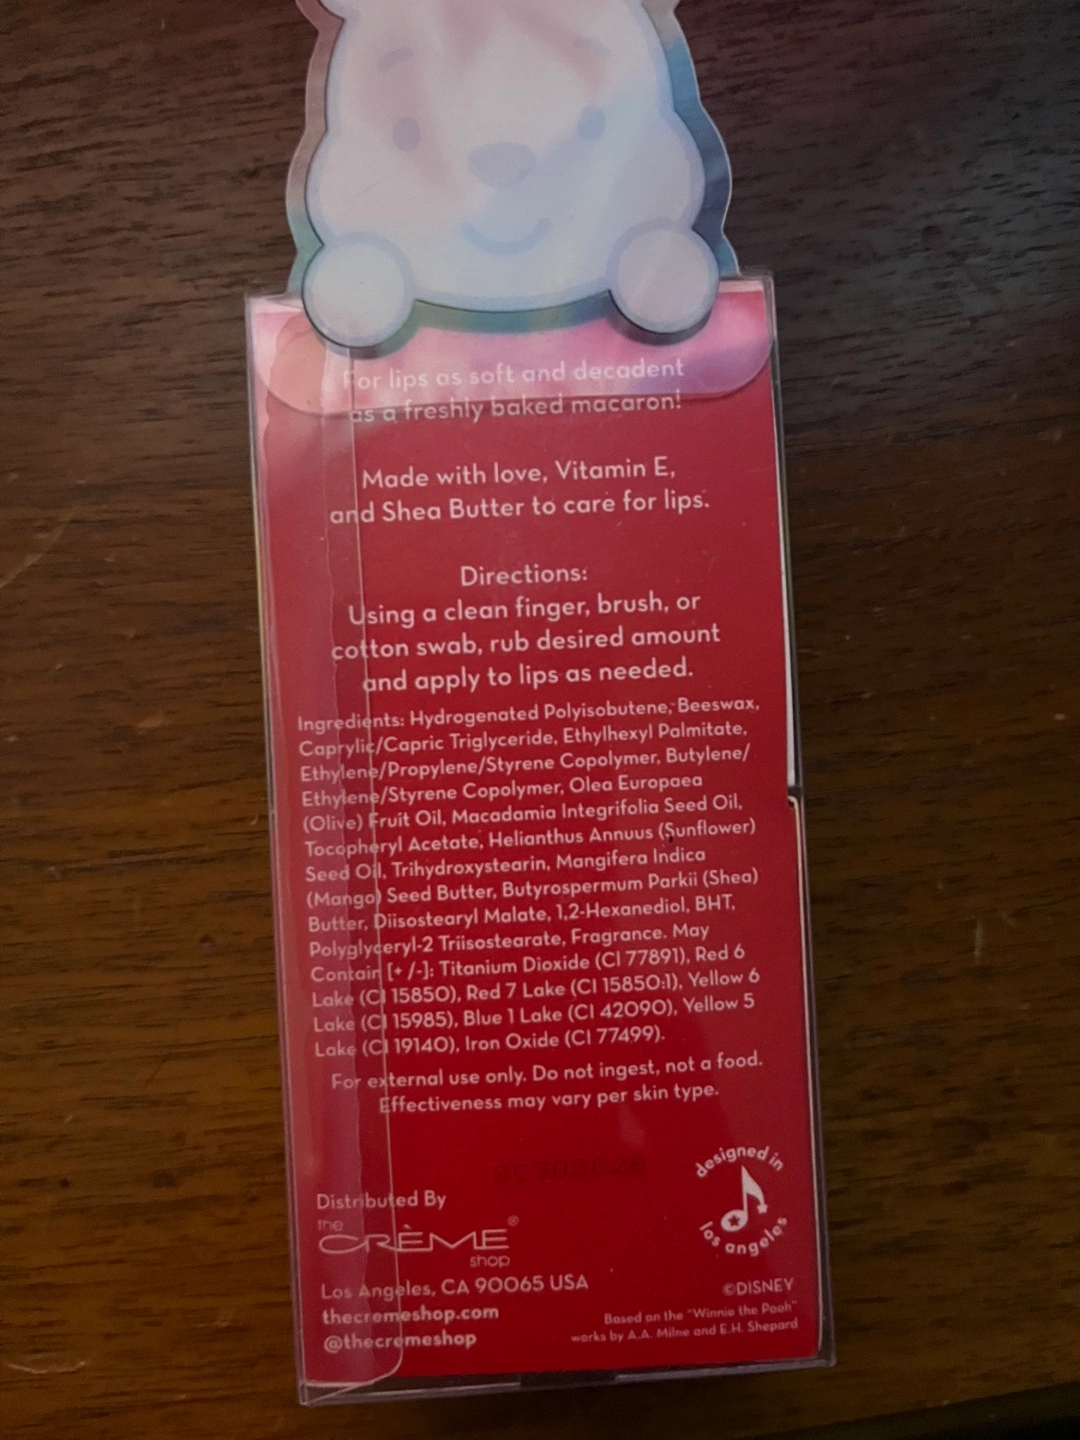 For lips as soft and decadent
as a freshly baked macaron!
Made with love, Vitamin E,
and Shea Butter to care for lips.
Directions:
Using a clean finger, brush, or
cotton swab, rub desired amount
and apply to lips as needed.
Ingredients: Hydrogenated Polyisobutene, Beeswax,
Caprylic/Capric Triglyceride, Ethylhexyl Palmitate,
Ethylene/Propylene/Styrene Copolymer, Butylene/
Ethylene/Styrene Copolymer, Olea Europaea
(Olive) Fruit Oil, Macadamia Integrifolia Seed Oil,
Tocopheryl Acetate, Helianthus Annuus (Sunflower)
Seed Oil, Trihydroxystearin, Mangifera Indica
(Mango) Seed Butter, Butyrospermum Parkii (Shea)
Butter, Diisostearyl Malate, 1,2-Hexanediol, BHT,
Polyglyceryl-2 Triisostearate, Fragrance. May
Contain [+ /-]: Titanium Dioxide (CI 77891), Red 6
Lake (CI 15850), Red 7 Lake (CI 15850:1), Yellow 6
Lake (CI 15985), Blue 1 Lake (CI 42090), Yellow 5
Lake (CI 19140), Iron Oxide (CI 77499).
For external use only. Do not ingest, not a food.
Effectiveness may vary per skin type.
designed in
los angeles
Distributed By
the
CRÈME®
shop
Los Angeles, CA 90065 USA
thecremeshop.com
@thecremeshop
©DISNEY
Based on the "Winnie the Pooh"
works by A.A. Milne and E.H. Shepard